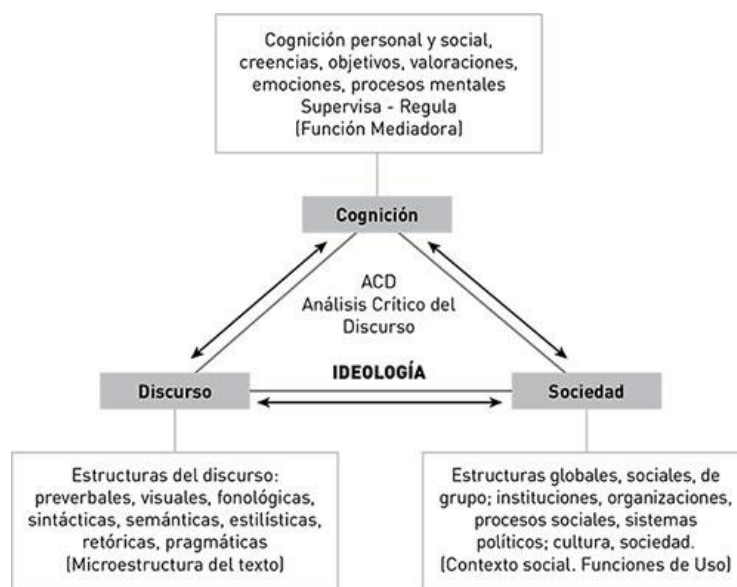 Cognición personal y social,
creencias, objetivos, valoraciones,
emociones, procesos mentales
Supervisa - Regula
(Función Mediadora)
Cognición
ACD
Análisis Crítico del
Discurso
IDEOLOGÍA
Discurso
Sociedad
Estructuras del discurso:
preverbales, visuales, fonológicas,
sintácticas, semánticas, estilísticas,
retóricas, pragmáticas
(Microestructura del texto)
Estructuras globales, sociales, de
grupo; instituciones, organizaciones,
procesos sociales, sistemas
políticos; cultura, sociedad.
(Contexto social. Funciones de Uso)